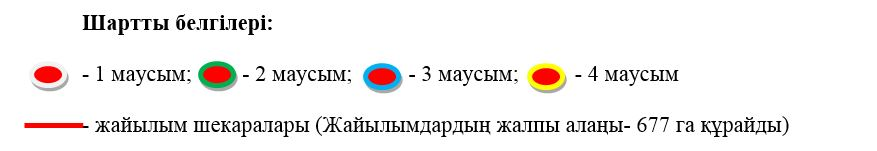 Шартты белгілері:
- 1 маусым; - 2 маусым; - 3 маусым; - 4 маусым
- жайылым шекаралары (Жайылымдардың жалпы алаңы- 677 га құрайды)